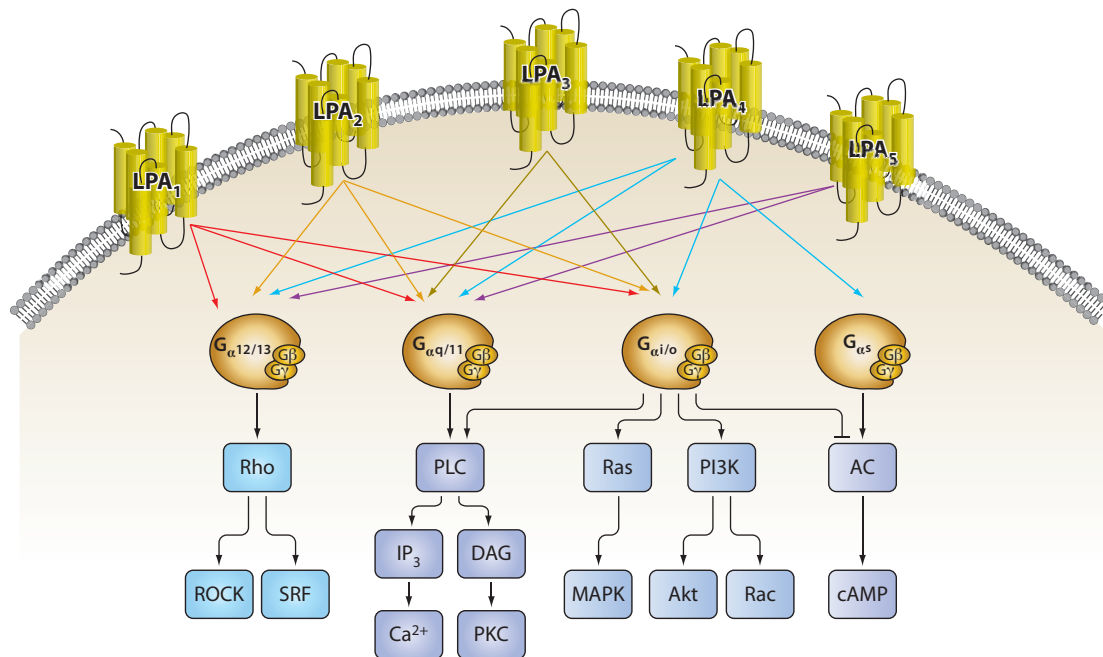 LPA₁
LPA₂
LPA₃
LPA₄
LPA₅
Gα12/13
Gβ
Gγ
Gαq/11
Gβ
Gγ
Gαi/o
Gβ
Gγ
Gαs
Gβ
Gγ
Rho
PLC
Ras
PI3K
AC
IP₃
DAG
ROCK
SRF
MAPK
Akt
Rac
cAMP
Ca²⁺
PKC